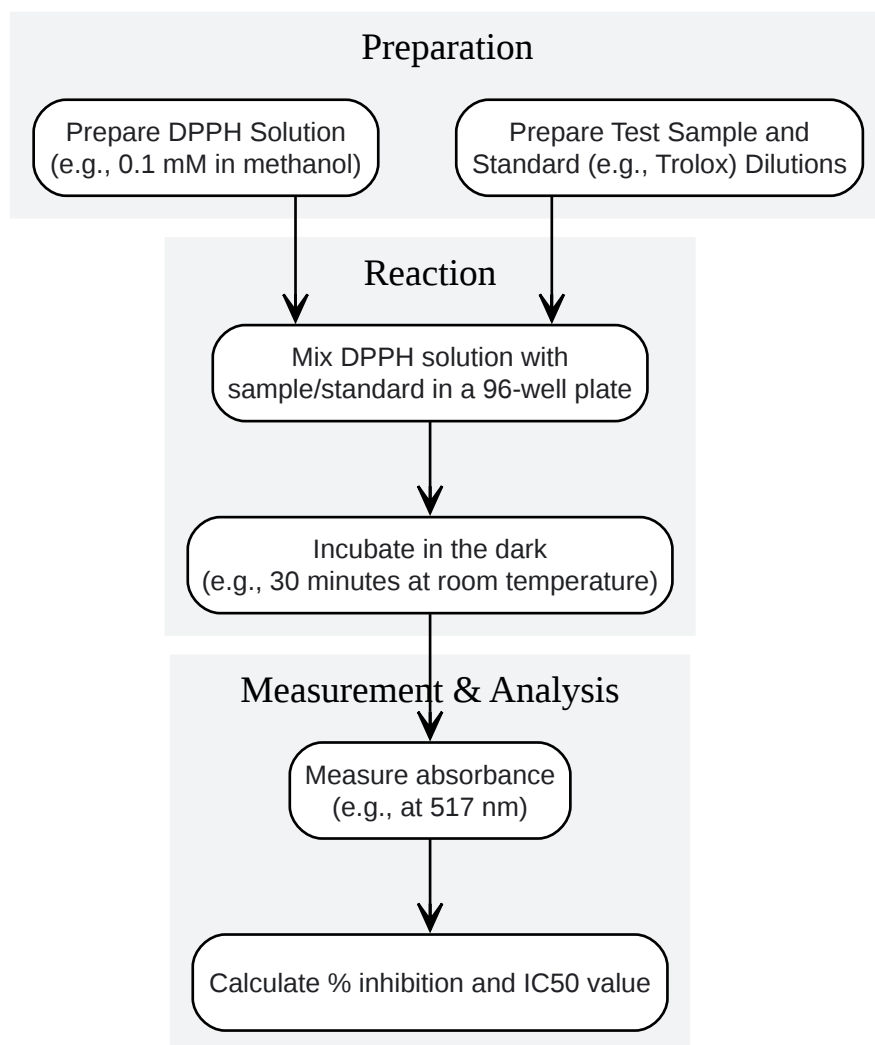 Preparation
Prepare DPPH Solution
(e.g., 0.1 mM in methanol)
Prepare Test Sample and
Standard (e.g., Trolox) Dilutions
Reaction
Mix DPPH solution with
sample/standard in a 96-well plate
Incubate in the dark
(e.g., 30 minutes at room temperature)
Measurement & Analysis
Measure absorbance
(e.g., at 517 nm)
Calculate % inhibition and IC50 value